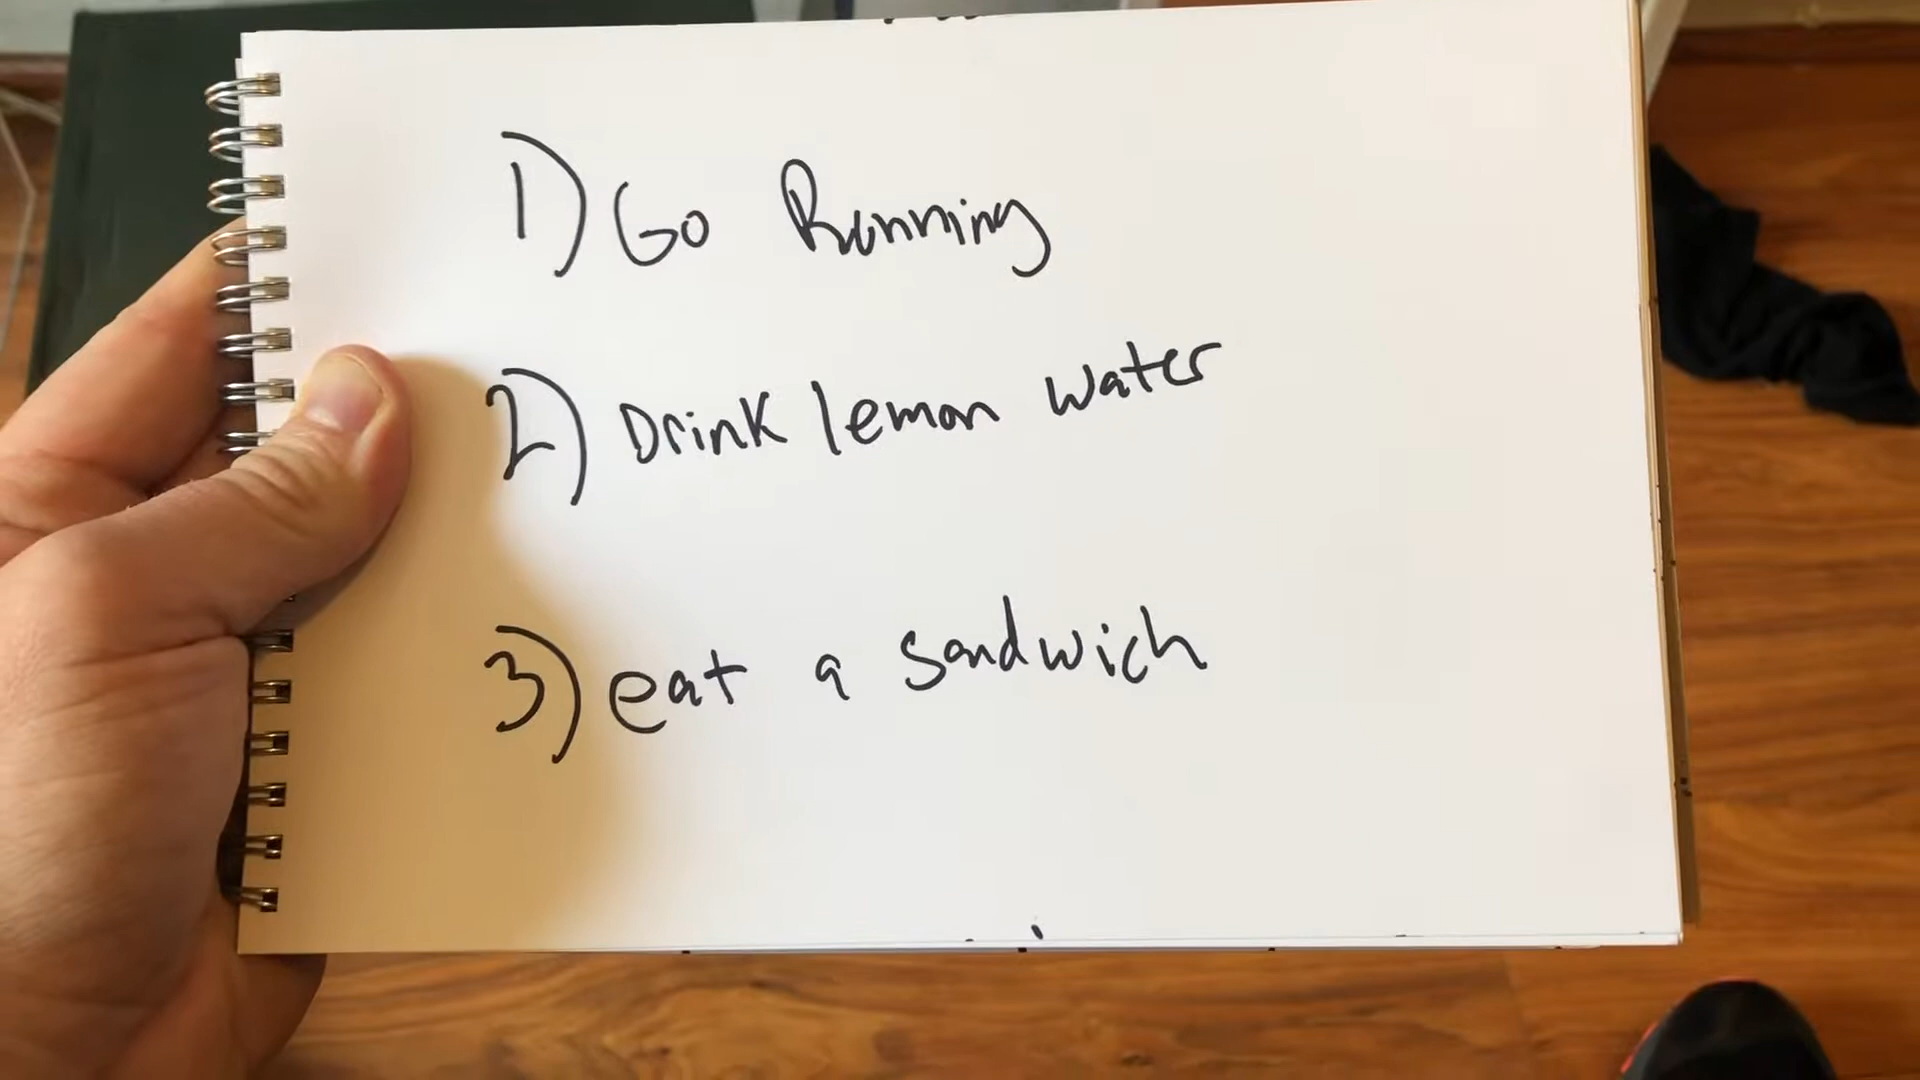 1) Go Running
2) Drink lemon water
3) eat a sandwich